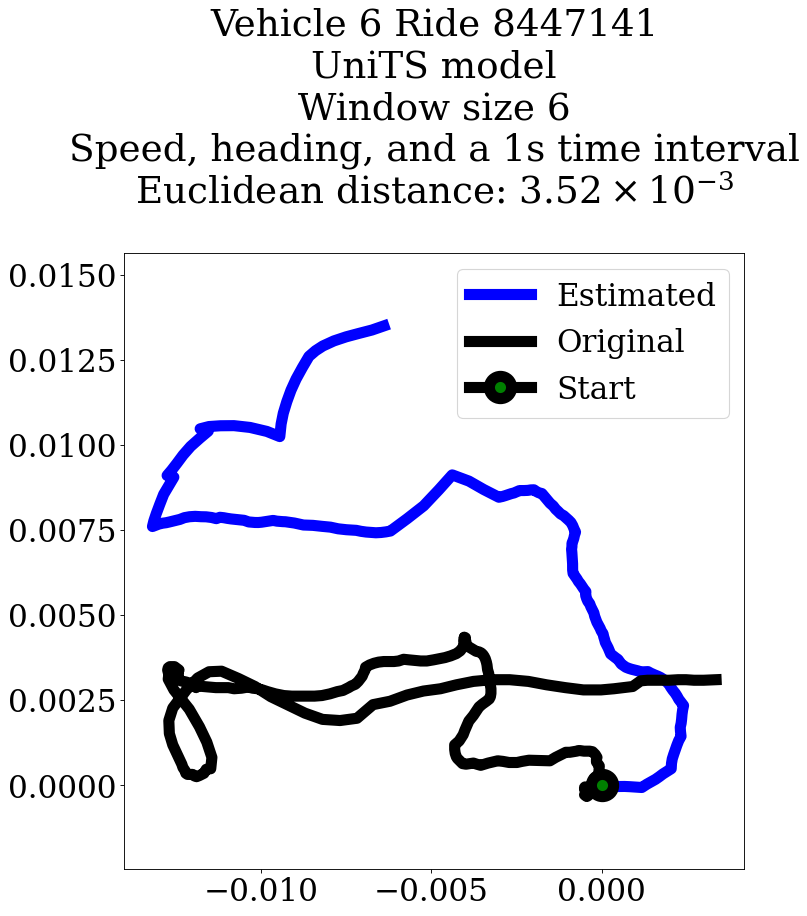 Vehicle 6 Ride 8447141
UniTS model
Window size 6
Speed, heading, and a 1s time interval
Euclidean distance: 3.52 × 10⁻³
Estimated
Original
Start
0.0150
0.0125
0.0100
0.0075
0.0050
0.0025
0.0000
−0.010
−0.005
0.000